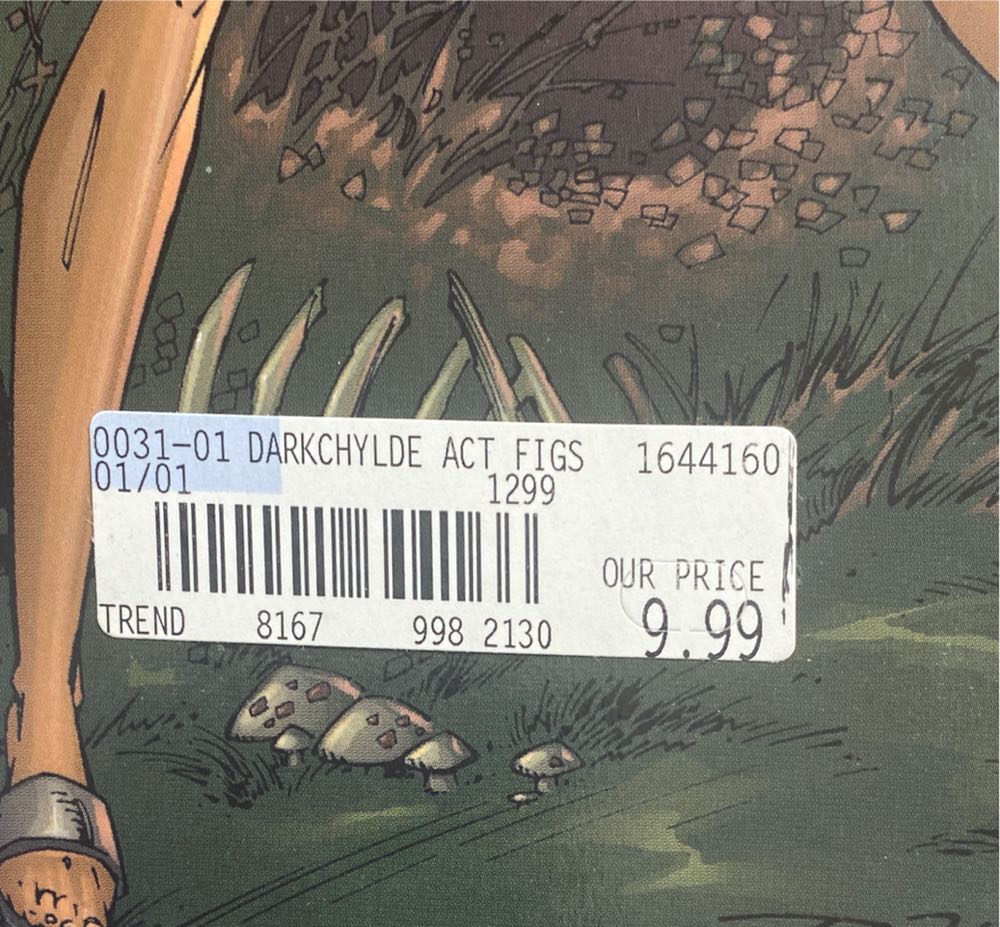 0031-01 DARKCHYLDE ACT FIGS 1644160
01/01 1299
OUR PRICE
TREND 8167 998 2130 9.99